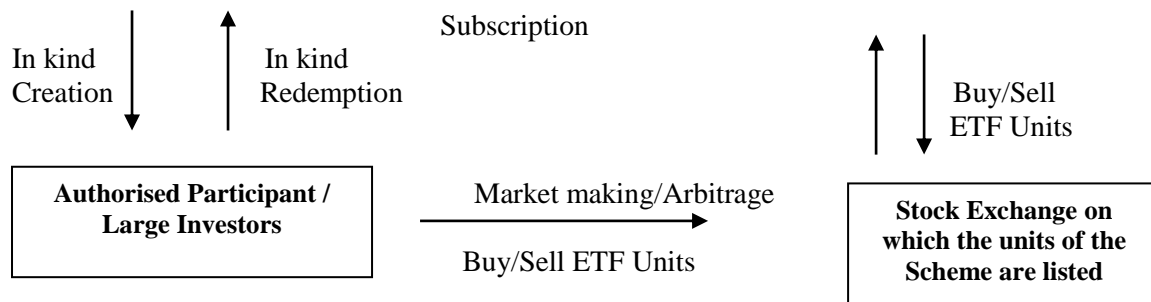 Subscription
In kind
Creation
In kind
Redemption
Buy/Sell
ETF Units
Authorised Participant /
Large Investors
Market making/Arbitrage
Buy/Sell ETF Units
Stock Exchange on
which the units of the
Scheme are listed